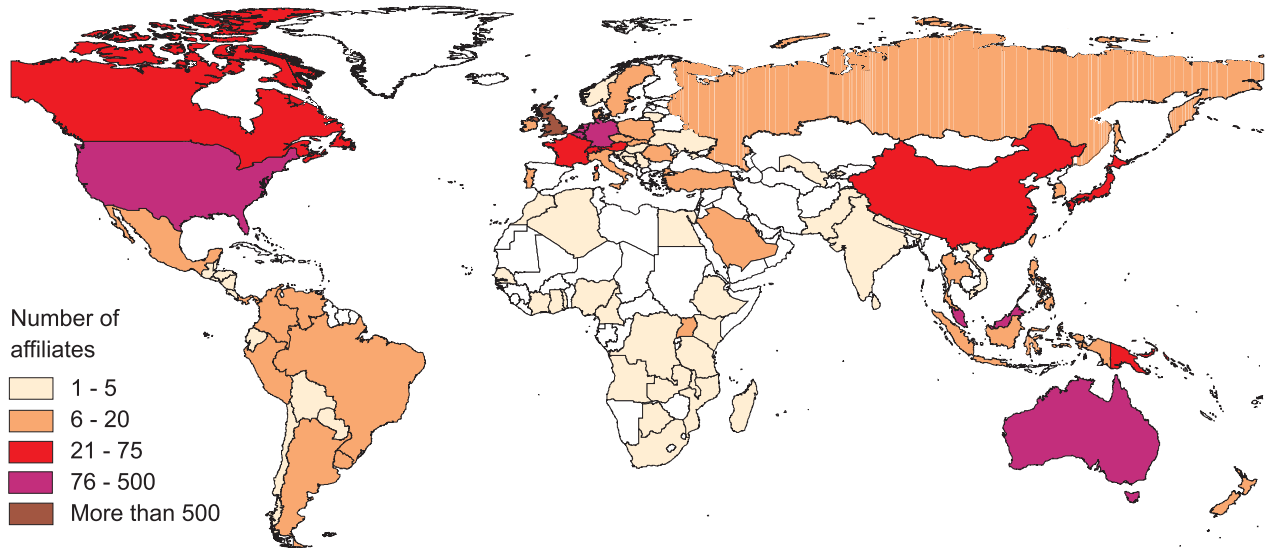 Number of
affiliates
1 - 5
6 - 20
21 - 75
76 - 500
More than 500